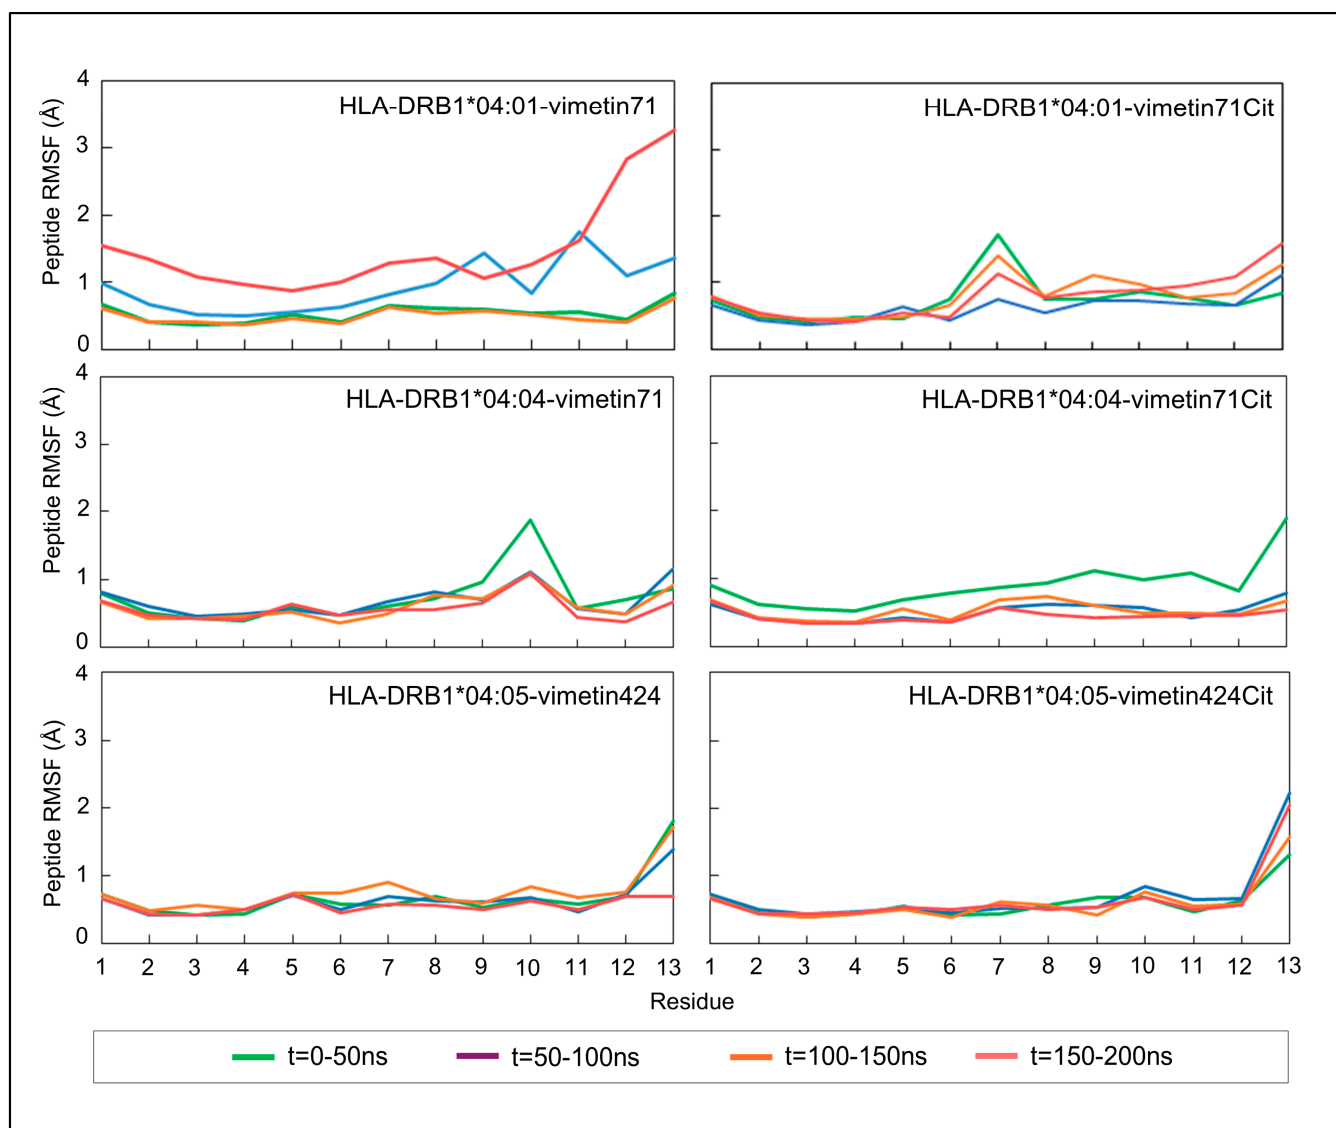 HLA-DRB1*04:01-vimetin71
HLA-DRB1*04:01-vimetin71Cit
Peptide RMSF (Å)
4
3
2
1
0
HLA-DRB1*04:04-vimetin71
HLA-DRB1*04:04-vimetin71Cit
Peptide RMSF (Å)
4
3
2
1
0
HLA-DRB1*04:05-vimetin424
HLA-DRB1*04:05-vimetin424Cit
Peptide RMSF (Å)
4
3
2
1
0
1 2 3 4 5 6 7 8 9 10 11 12 13
1 2 3 4 5 6 7 8 9 10 11 12 13
Residue
t=0-50ns t=50-100ns t=100-150ns t=150-200ns